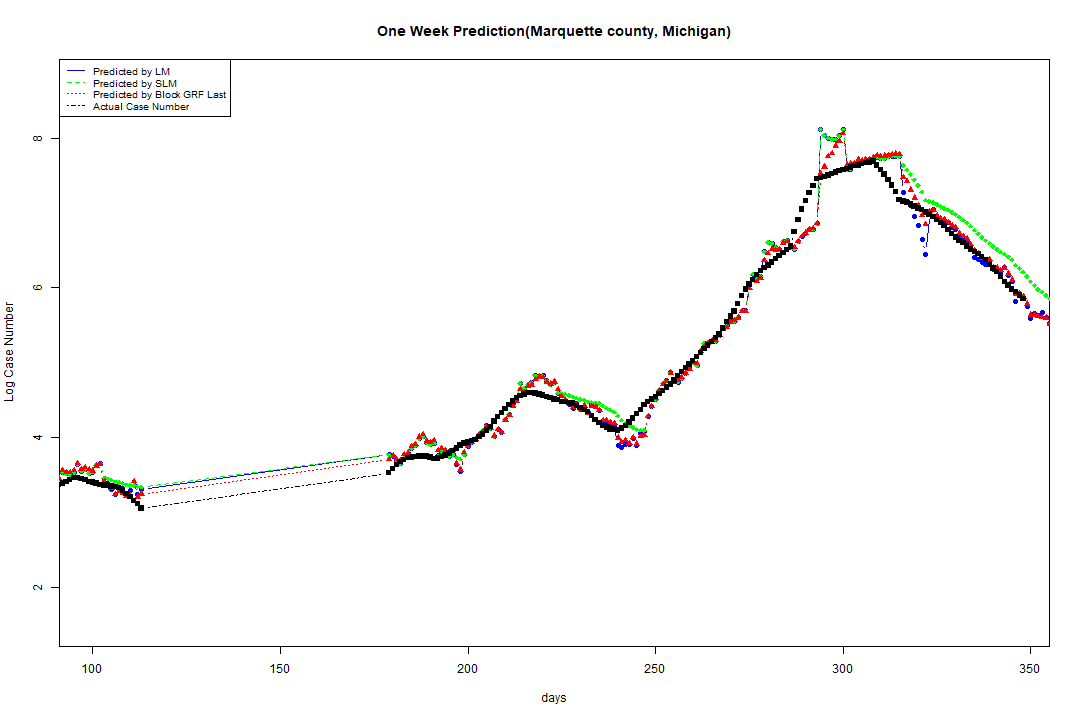 One Week Prediction(Marquette county, Michigan)
Predicted by LM
Predicted by SLM
Predicted by Block GRF Last
Actual Case Number
8
6
4
2
Log Case Number
100 150 200 250 300 350
days